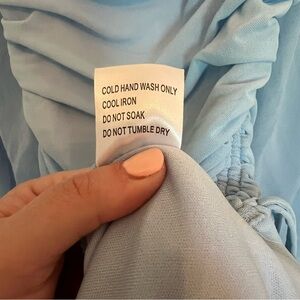 COLD HAND WASH ONLY
COOL IRON
DO NOT SOAK
DO NOT TUMBLE DRY